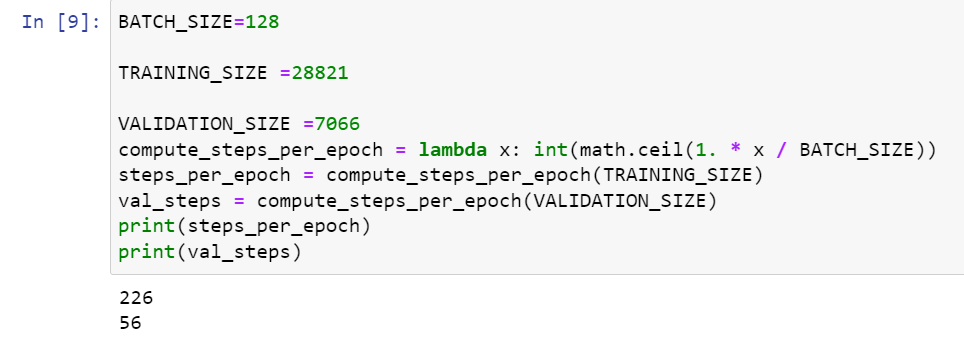 In [9]: BATCH_SIZE=128
TRAINING_SIZE =28821
VALIDATION_SIZE =7066
compute_steps_per_epoch = lambda x: int(math.ceil(1. * x / BATCH_SIZE))
steps_per_epoch = compute_steps_per_epoch(TRAINING_SIZE)
val_steps = compute_steps_per_epoch(VALIDATION_SIZE)
print(steps_per_epoch)
print(val_steps)
226
56